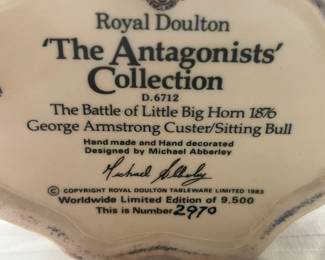 Royal Doulton
'The Antagonists'
Collection
D.6712
The Battle of Little Big Horn 1876
George Armstrong Custer/Sitting Bull
Hand made and Hand decorated
Designed by Michael Abberley
Michael Abberley
© COPYRIGHT ROYAL DOULTON TABLEWARE LIMITED 1983
Worldwide Limited Edition of 9,500
This is Number 2970